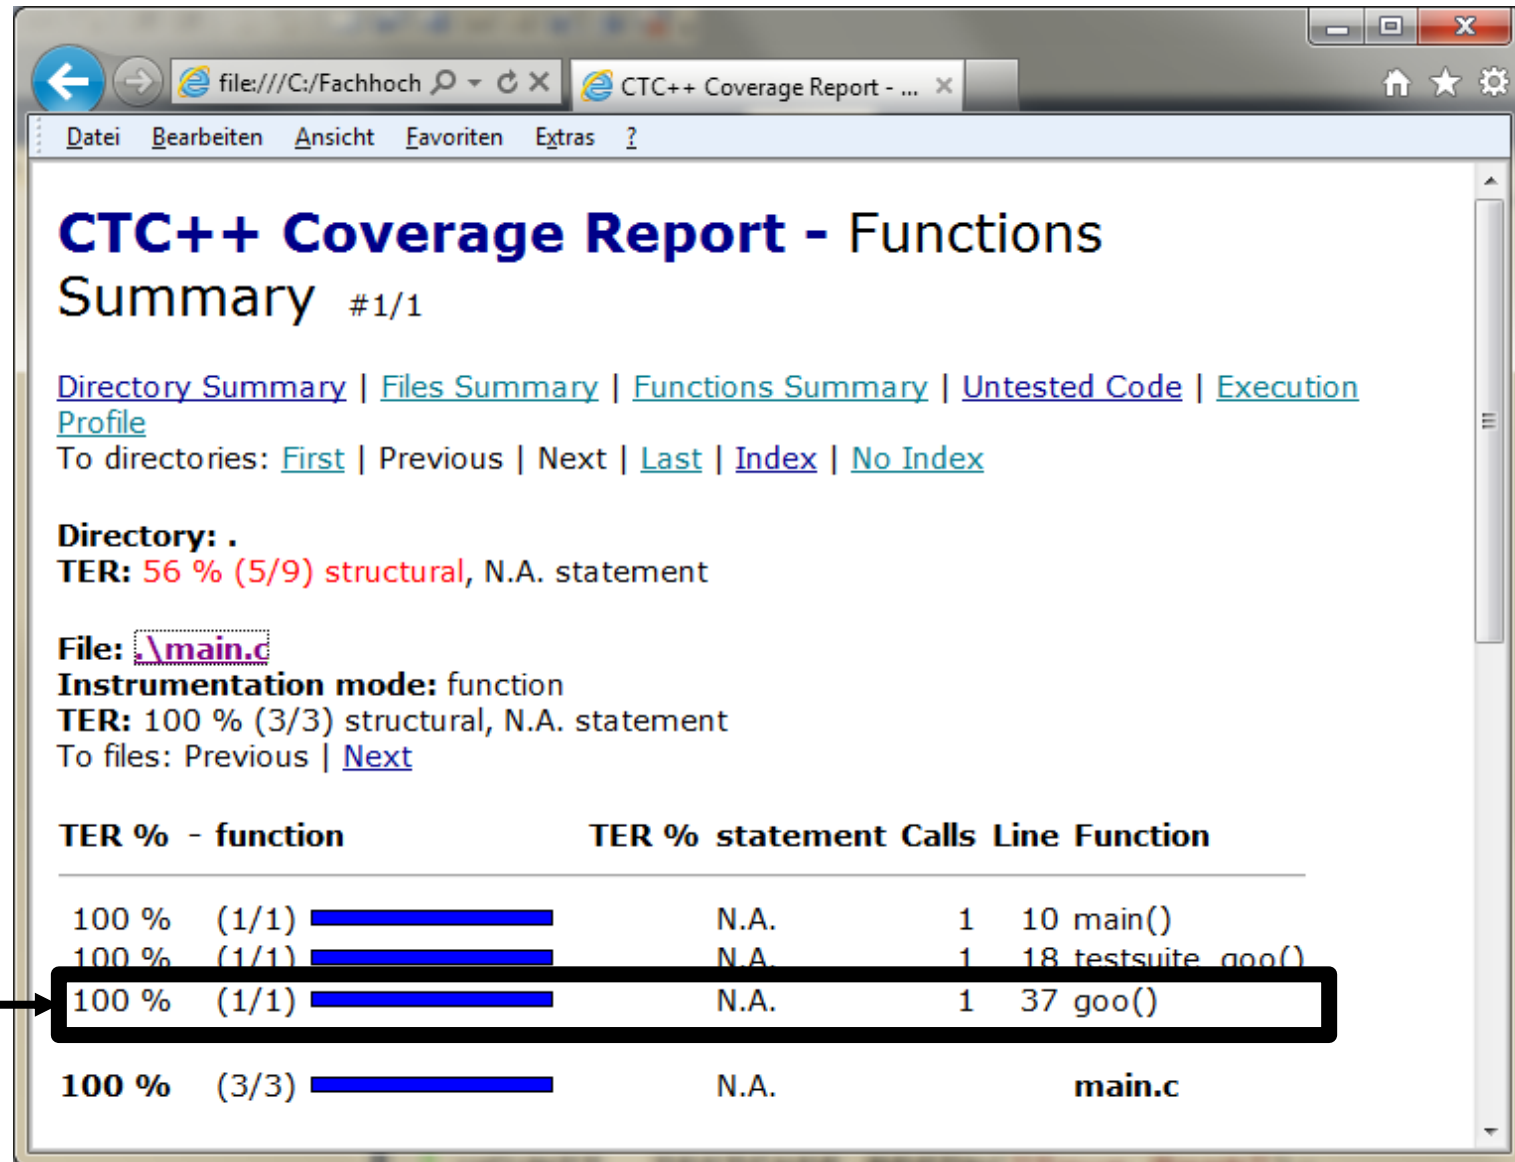 file:///C:/Fachhoch
CTC++ Coverage Report - ...
Datei Bearbeiten Ansicht Favoriten Extras ?
CTC++ Coverage Report - Functions
Summary #1/1
Directory Summary | Files Summary | Functions Summary | Untested Code | Execution
Profile
To directories: First | Previous | Next | Last | Index | No Index
Directory: .
TER: 56 % (5/9) structural, N.A. statement
File: .\main.c
Instrumentation mode: function
TER: 100 % (3/3) structural, N.A. statement
To files: Previous | Next
TER % - function TER % statement Calls Line Function
100 % (1/1) N.A. 1 10 main()
100 % (1/1) N.A. 1 18 testsuite_goo()
100 % (1/1) N.A. 1 37 goo()
100 % (3/3) N.A. main.c